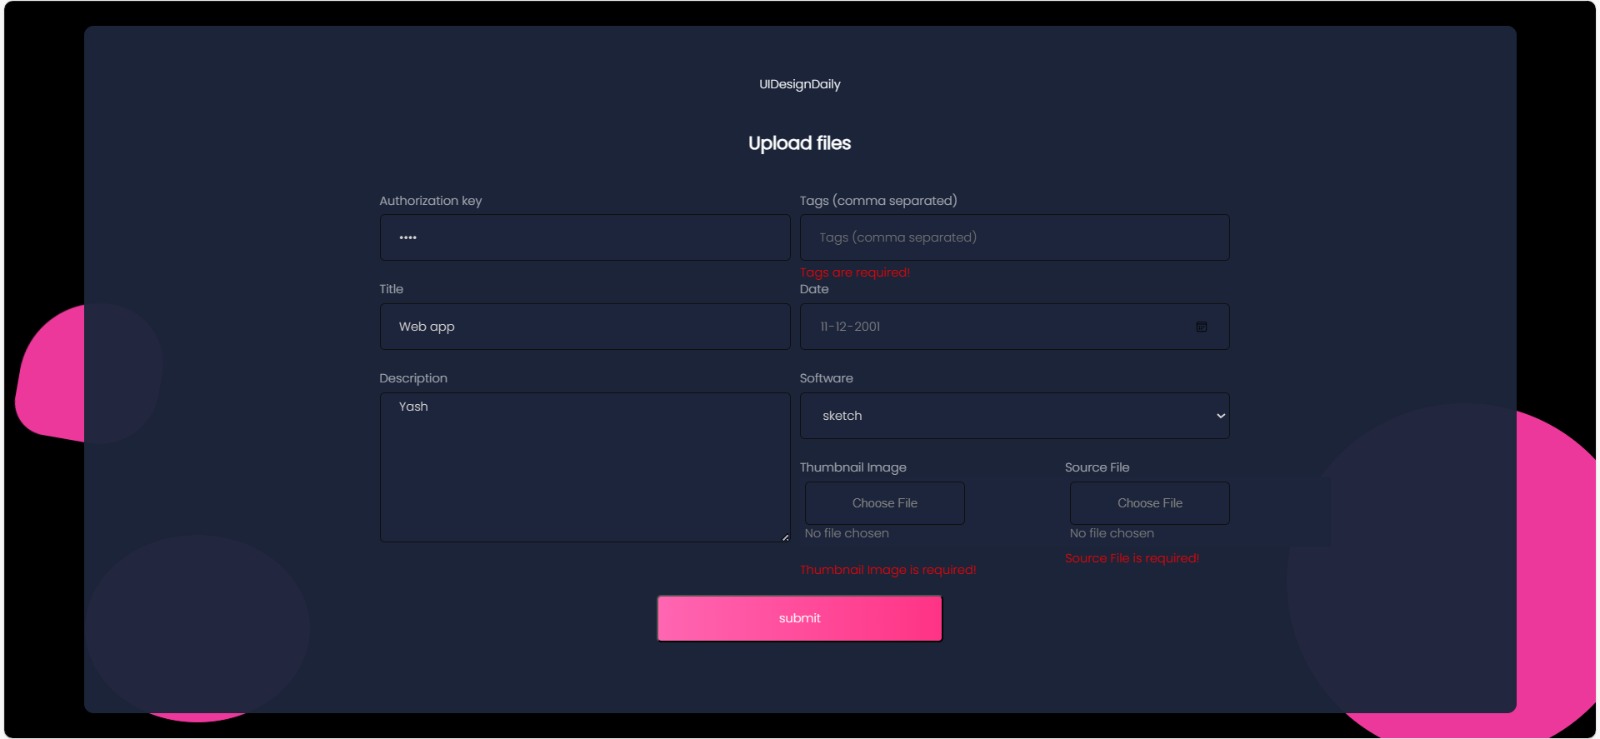 UIDesignDaily
Upload files
Authorization key
••••
Tags (comma separated)
Tags (comma separated)
Tags are required!
Title
Web app
Date
11-12-2001
Description
Yash
Software
sketch
Thumbnail Image
Choose File
No file chosen
Thumbnail Image is required!
Source File
Choose File
No file chosen
Source File is required!
submit